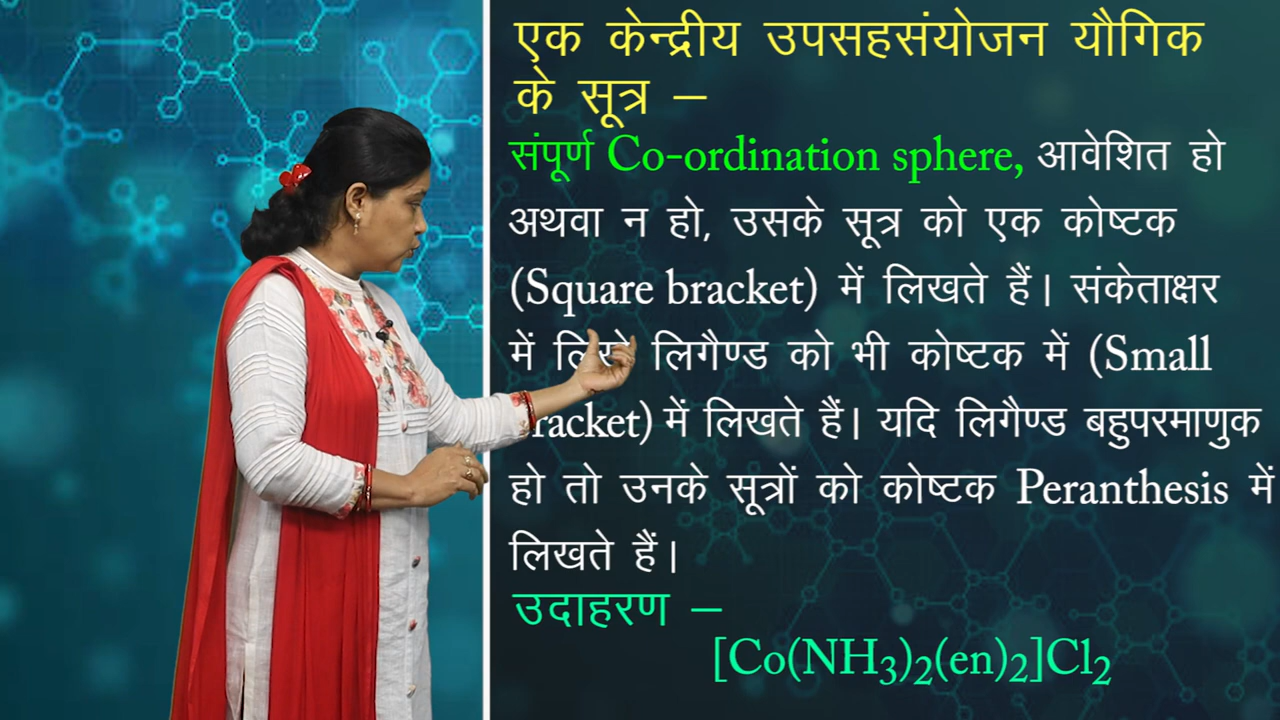 एक केन्द्रीय उपसहसंयोजन यौगिक
के सूत्र –
संपूर्ण Co-ordination sphere, आवेशित हो
अथवा न हो, उसके सूत्र को एक कोष्टक
(Square bracket) में लिखते हैं। संकेताक्षर
में लिगैण्ड को भी कोष्टक में (Small
racket) में लिखते हैं। यदि लिगैण्ड बहुपरमाणुक
हो तो उनके सूत्रों को कोष्टक Peranthesis में
लिखते हैं।
उदाहरण –
[Co(NH₃)₂(en)₂]Cl₂